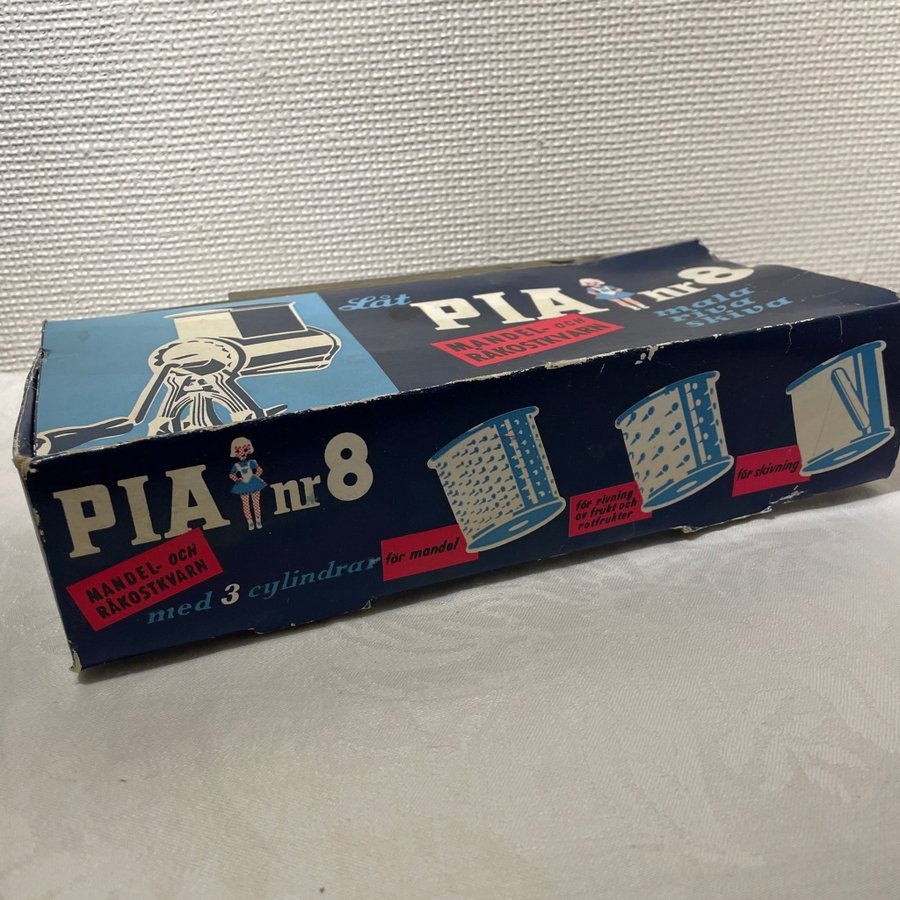 Låt PIA nr 8
MANDEL- OCH
RÅKOSTKVARN
mala
riva
skiva
PIA nr 8
MANDEL- OCH
RÅKOSTKVARN
med 3 cylindrar
för mandel
för rivning
av frukt och
rotfrukter
för skivning